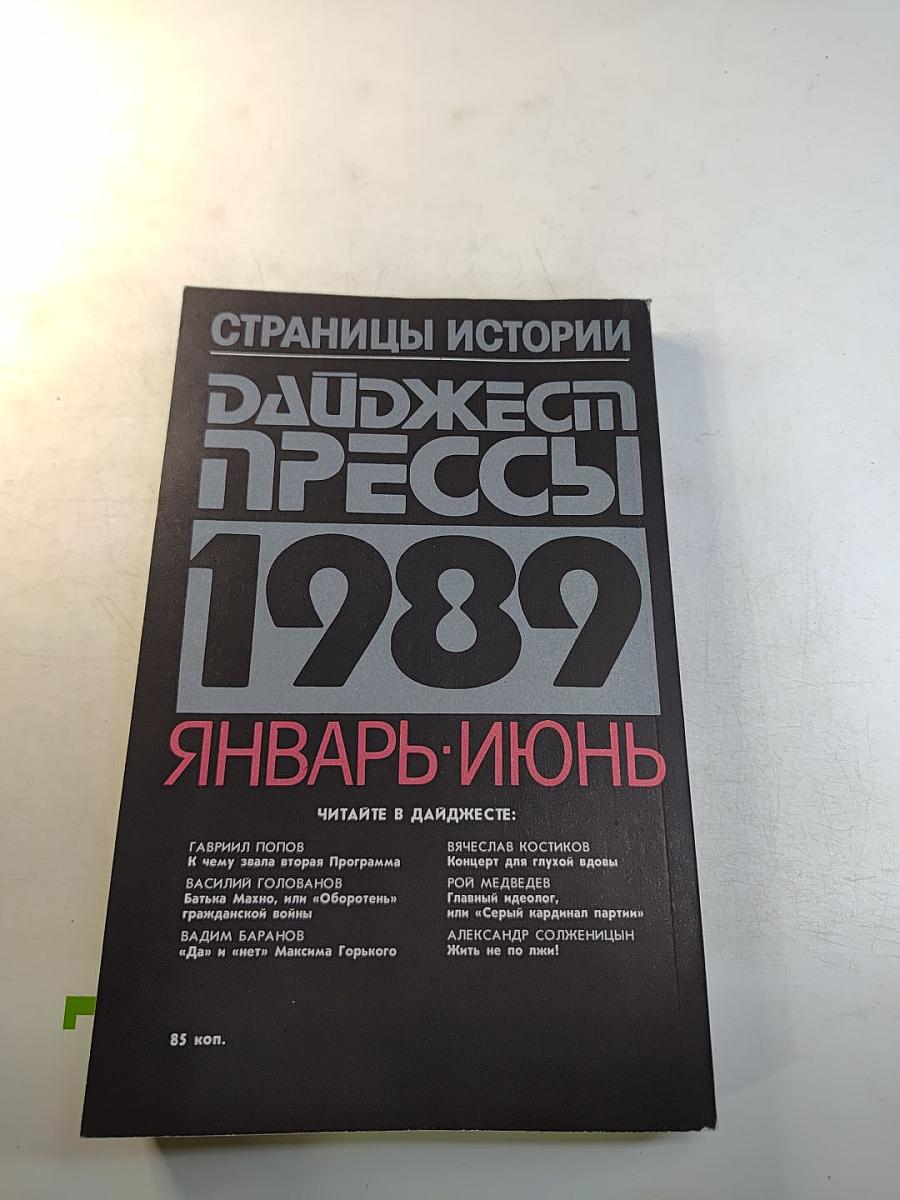 СТРАНИЦЫ ИСТОРИИ
ДАЙДЖЕСТ
ПРЕССЫ
1989
ЯНВАРЬ·ИЮНЬ
ЧИТАЙТЕ В ДАЙДЖЕСТЕ:
ГАВРИИЛ ПОПОВ
К чему звала вторая Программа
ВАСИЛИЙ ГОЛОВАНОВ
Батька Махно, или «Оборотень»
гражданской войны
ВАДИМ БАРАНОВ
«Да» и «нет» Максима Горького
ВЯЧЕСЛАВ КОСТИКОВ
Концерт для глухой вдовы
РОЙ МЕДВЕДЕВ
Главный идеолог,
или «Серый кардинал партии»
АЛЕКСАНДР СОЛЖЕНИЦЫН
Жить не по лжи!
85 коп.